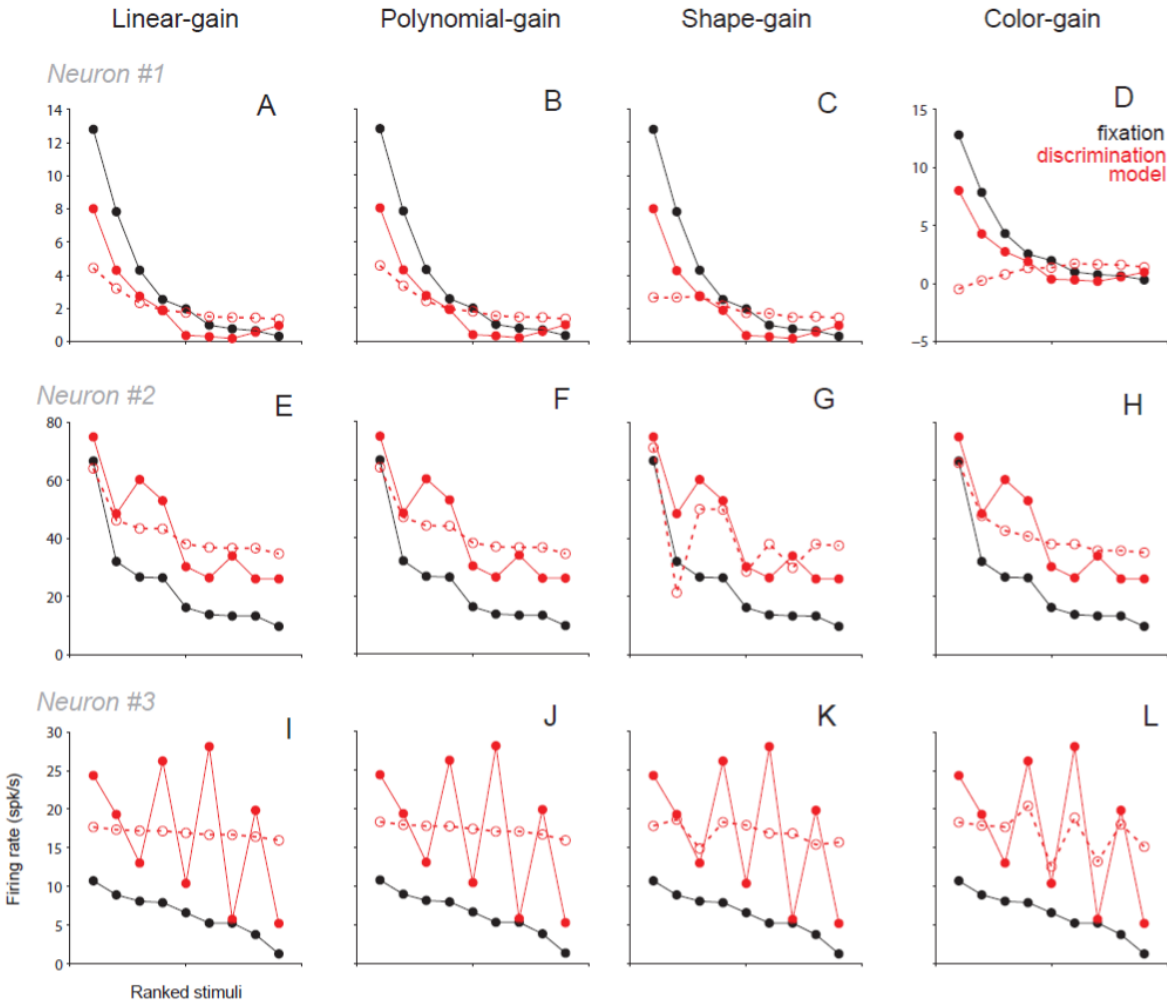 Linear-gain Polynomial-gain Shape-gain Color-gain
Neuron #1
A B C D
fixation
discrimination
model
14
12
10
8
6
4
2
0
15
10
5
0
−5
Neuron #2
E F G H
80
60
40
20
0
Neuron #3
I J K L
30
25
20
15
10
5
0
Firing rate (spk/s)
Ranked stimuli